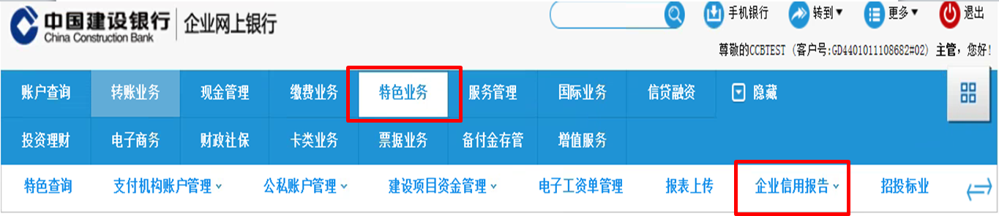 中国建设银行 企业网上银行 手机银行 转到▼ 更多▼ 退出
China Construction Bank
尊敬的CCBTEST (客户号:GD4401011108682#02) 主管，您好!
账户查询 转账业务 现金管理 缴费业务 特色业务 服务管理 国际业务 信贷融资 隐藏
投资理财 电子商务 财政社保 卡类业务 票据业务 备付金存管 增值服务
特色查询 支付机构账户管理 公私账户管理 建设项目资金管理 电子工资单管理 报表上传 企业信用报告 招投标业